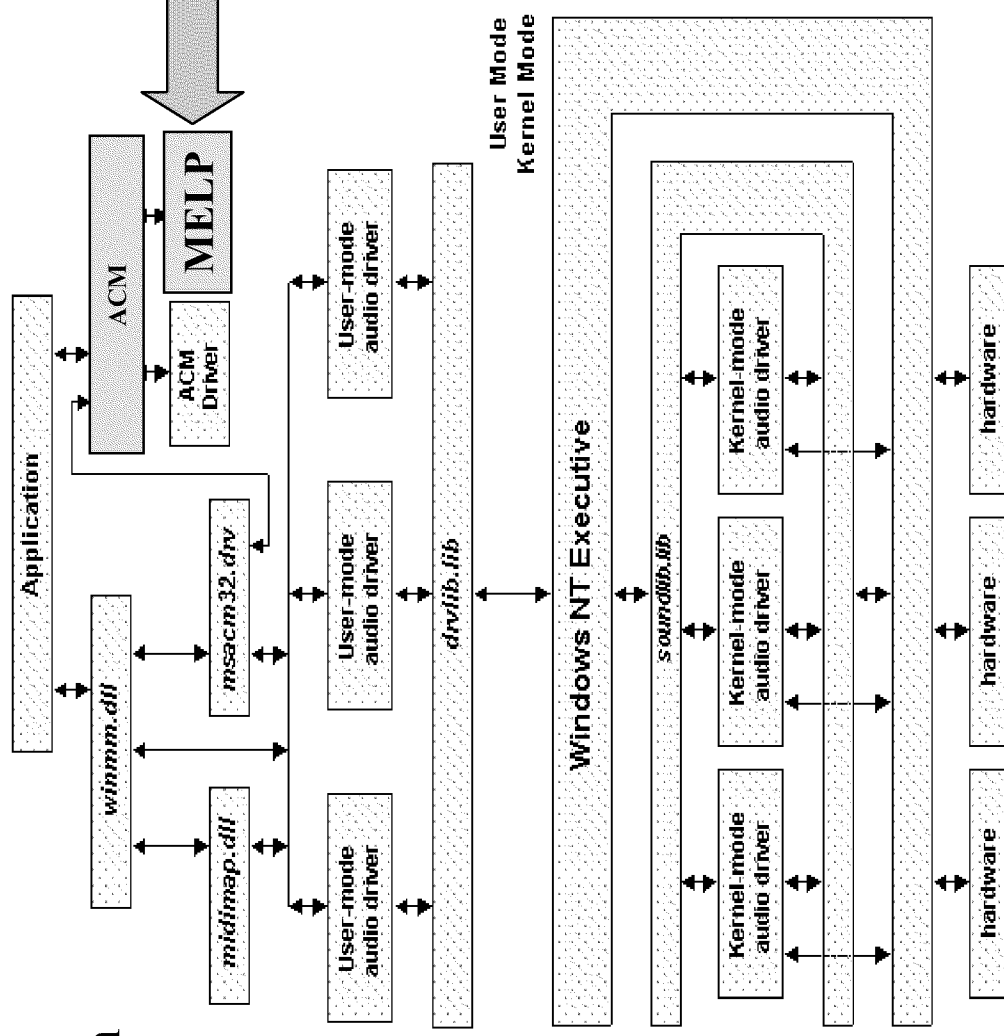 Application
winmm.dll
ACM
midimap.dll
msacm32.drv
ACM
Driver
MELP
User-mode
audio driver
User-mode
audio driver
User-mode
audio driver
drvlib.lib
User Mode
Kernel Mode
Windows NT Executive
soundlib.lib
Kernel-mode
audio driver
Kernel-mode
audio driver
Kernel-mode
audio driver
hardware
hardware
hardware